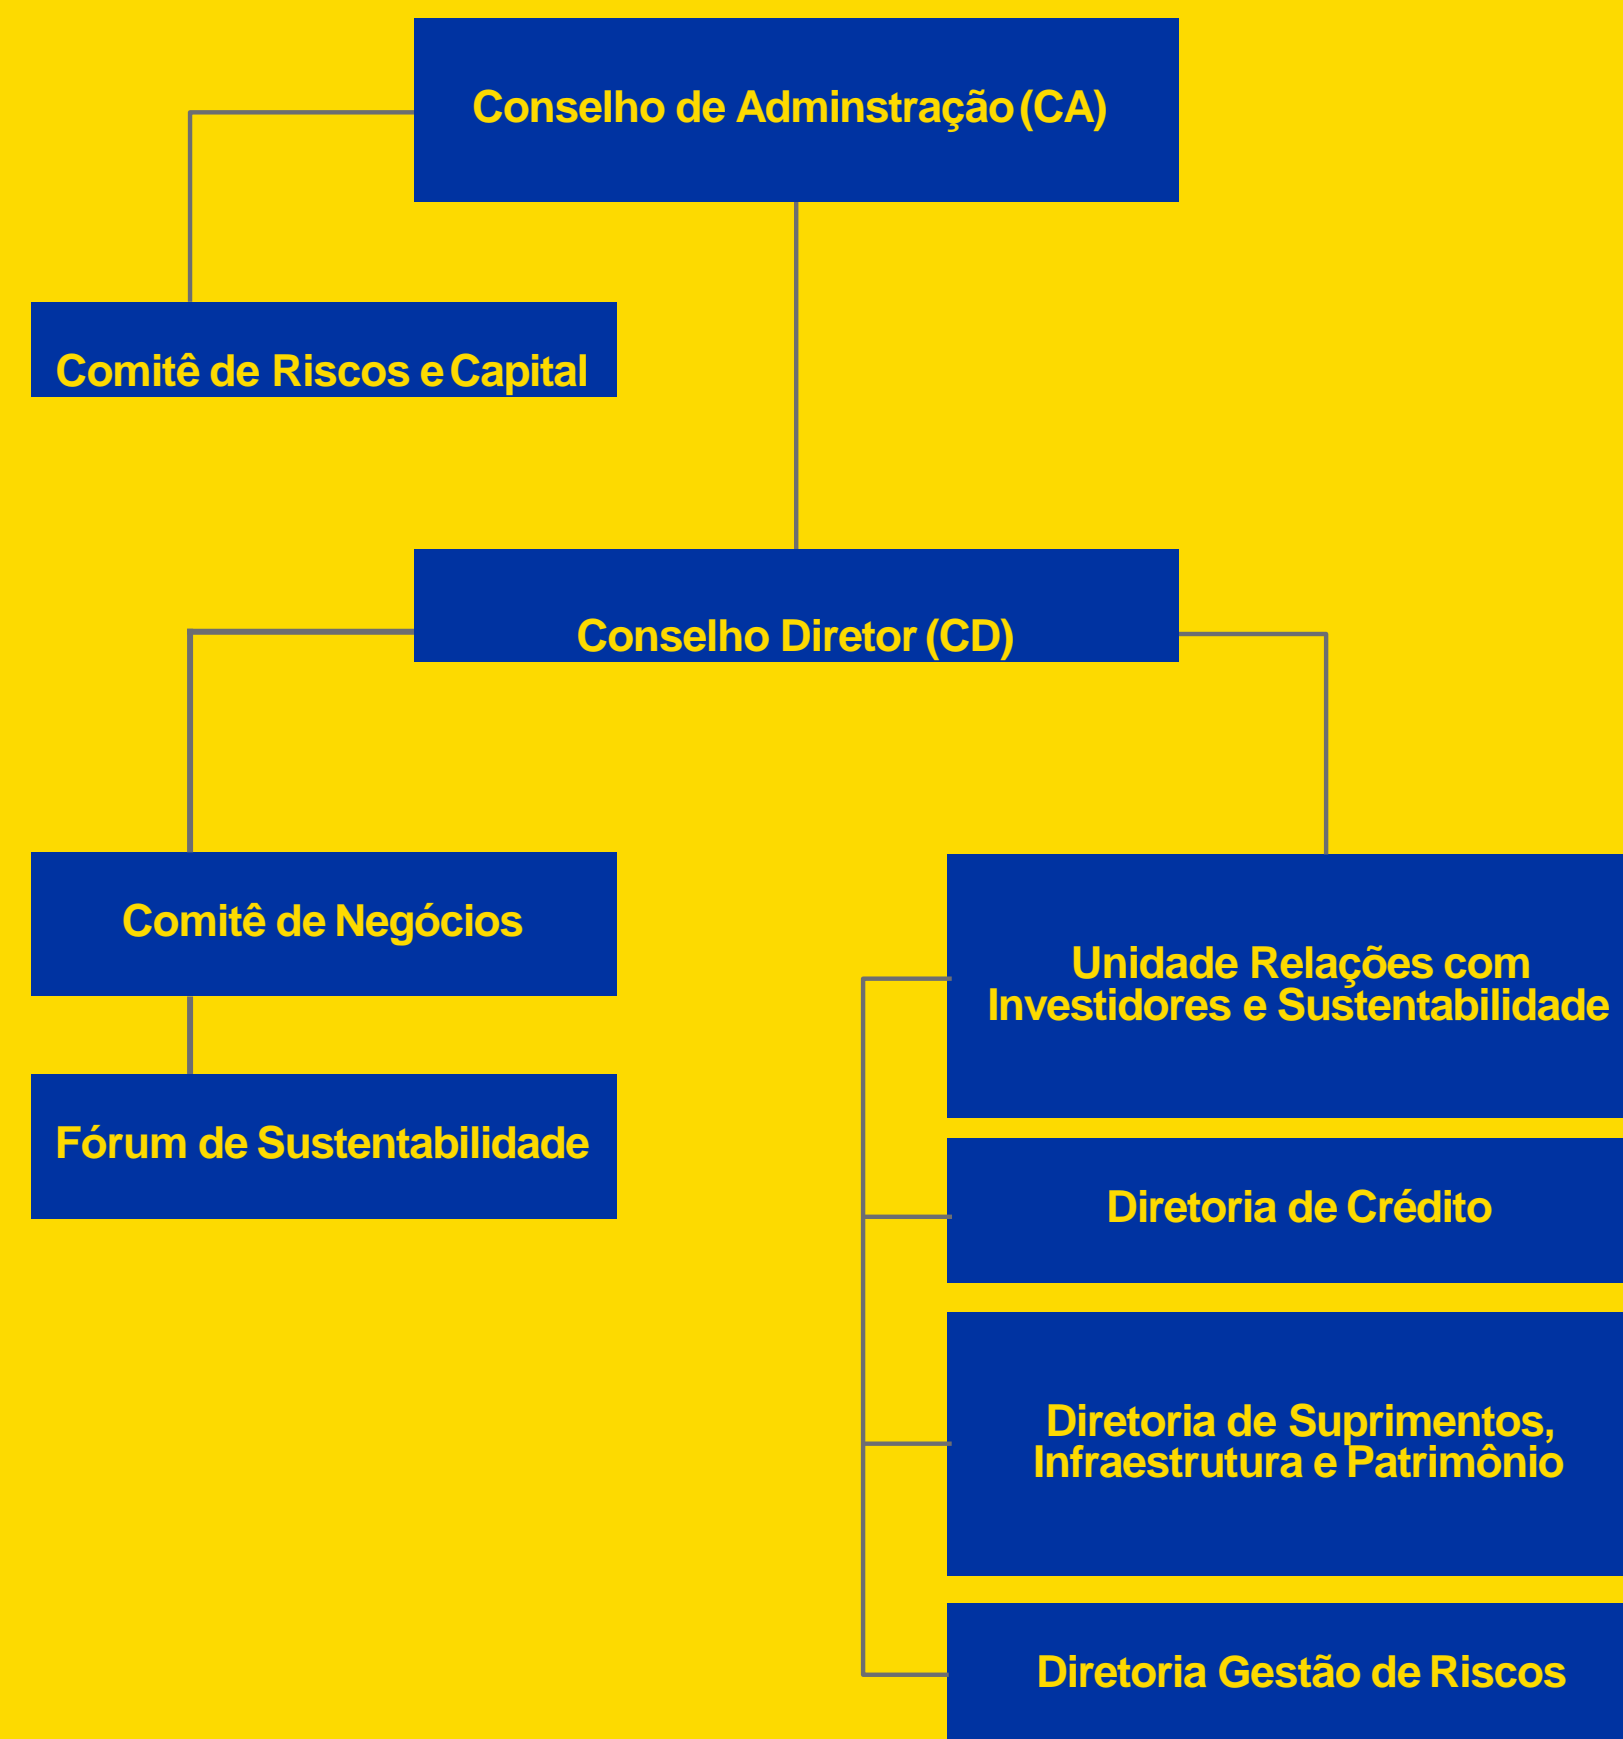 Conselho de Adminstração (CA)
Comitê de Riscos e Capital
Conselho Diretor (CD)
Comitê de Negócios
Fórum de Sustentabilidade
Unidade Relações com
Investidores e Sustentabilidade
Diretoria de Crédito
Diretoria de Suprimentos,
Infraestrutura e Patrimônio
Diretoria Gestão de Riscos